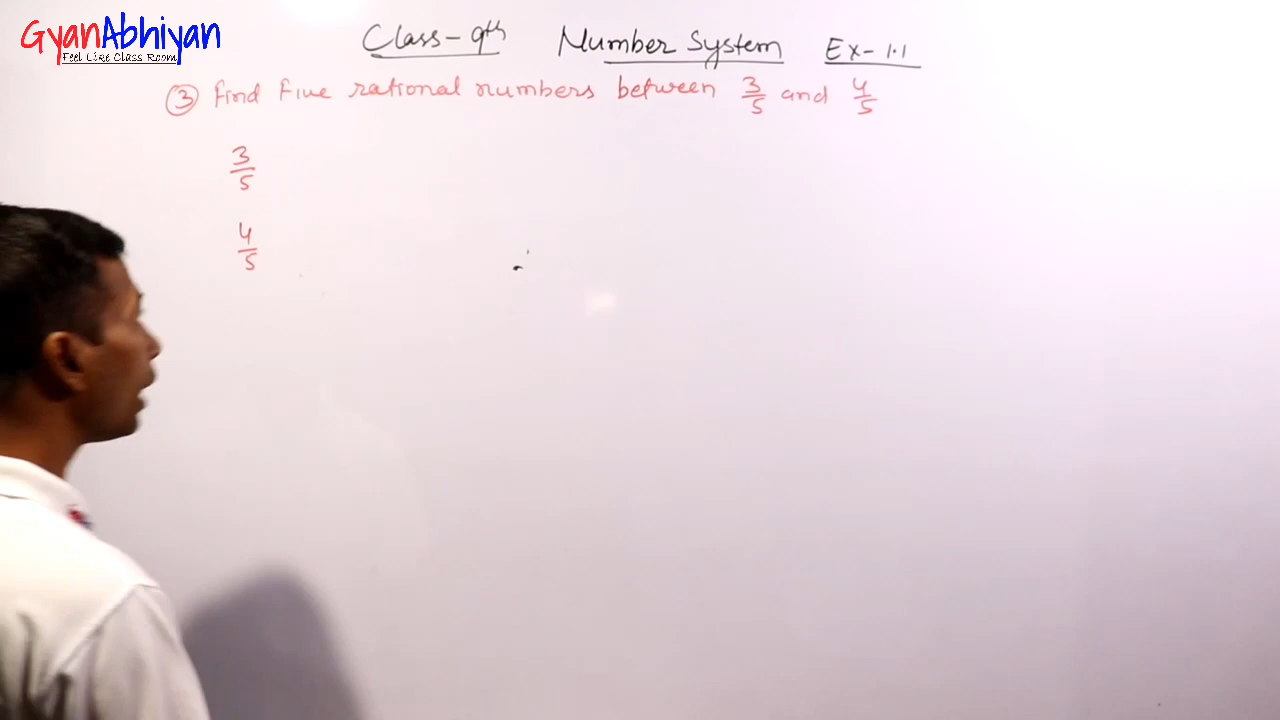 GyanAbhiyan
Feel Like Class Room
Class-9th Number System Ex-1.1
③ Find Five rational numbers between 3/5 and 4/5
3/5
4/5